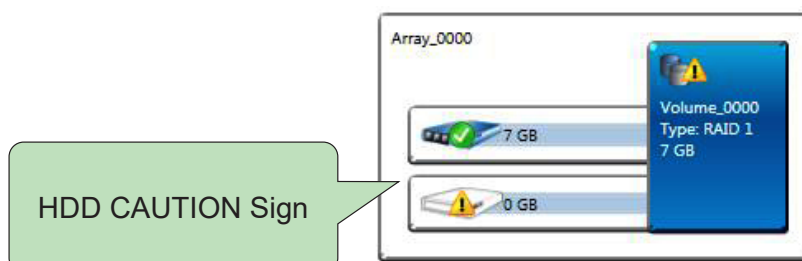 Array_0000
Volume_0000
Type: RAID 1
7 GB
7 GB
0 GB
HDD CAUTION Sign